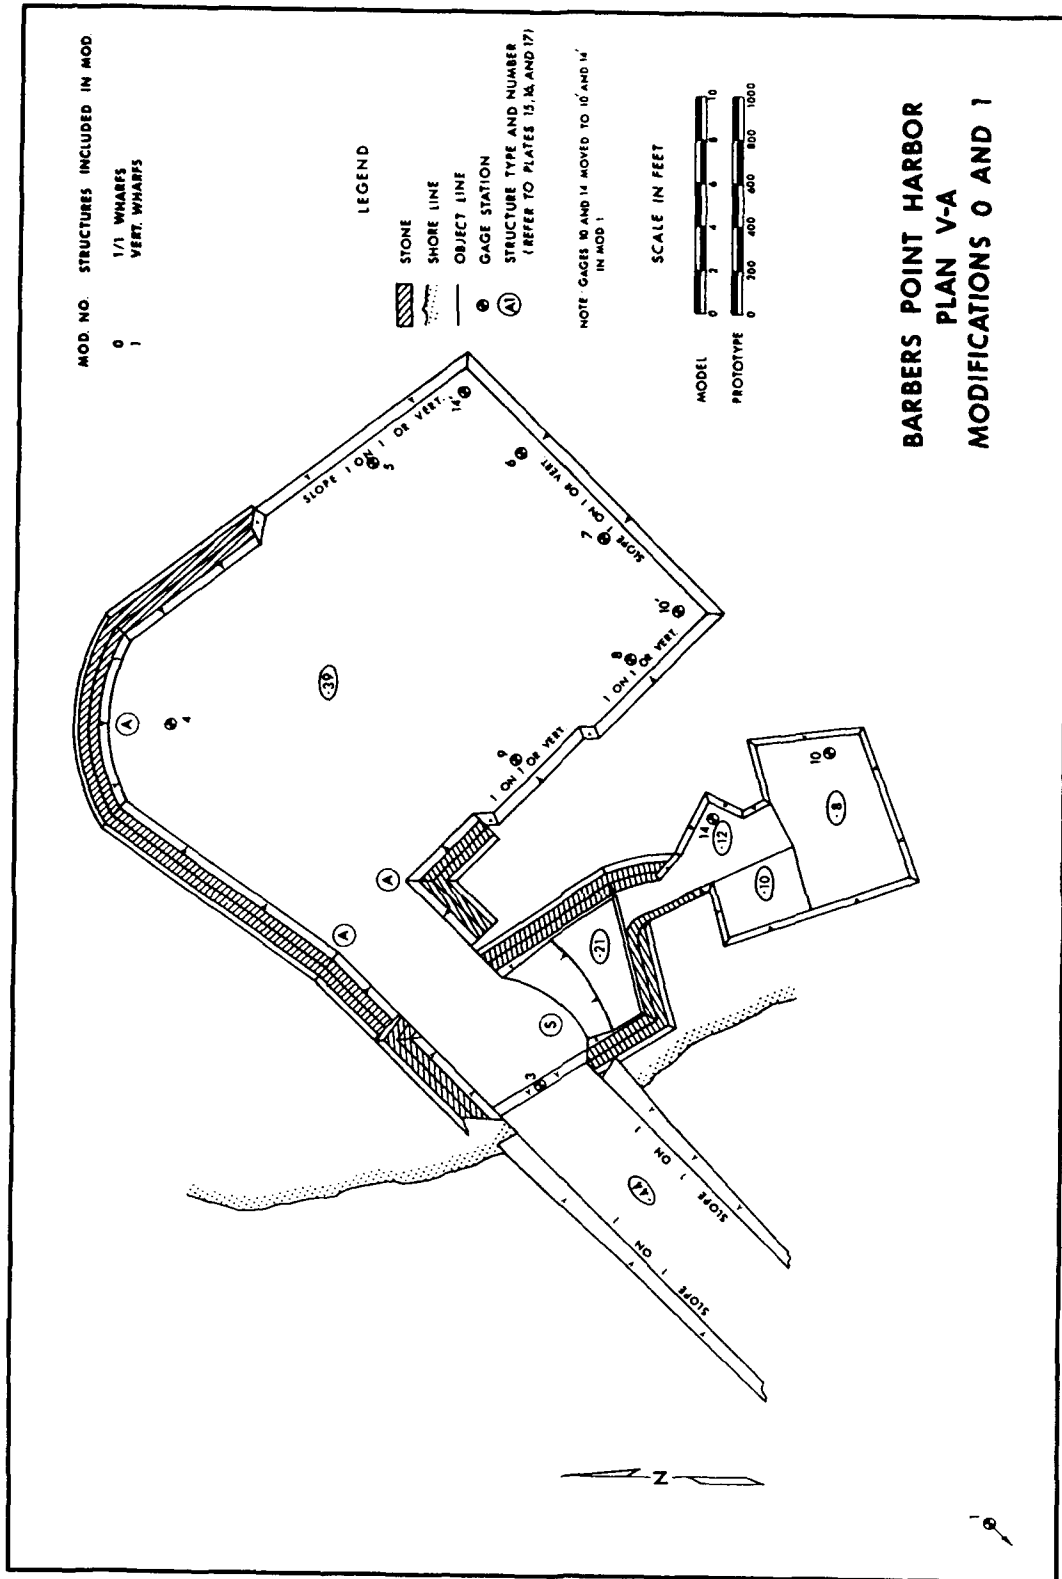 MOD. NO. STRUCTURES INCLUDED IN MOD.
0 1/1 WHARFS
1 VERT. WHARFS
LEGEND
STONE
SHORE LINE
OBJECT LINE
GAGE STATION
A1 STRUCTURE TYPE AND NUMBER
(REFER TO PLATES 15, 16, AND 17)
NOTE: GAGES 10 AND 14 MOVED TO 10' AND 14'
IN MOD 1
SCALE IN FEET
MODEL
0 2 4 6 8 10
PROTOTYPE
0 200 400 600 800 1000
BARBERS POINT HARBOR
PLAN V-A
MODIFICATIONS 0 AND 1
SLOPE 1 ON 1 OR VERT.
14'
5
6
SLOPE 1 ON 1 OR VERT.
7
10'
8
1 ON 1 OR VERT.
9
1 ON 1 OR VERT
-39
4
A
A
A
14
-12
10
-8
-10
-21
S
3
-44
SLOPE 1 ON 1
SLOPE 1 ON 1
N
1